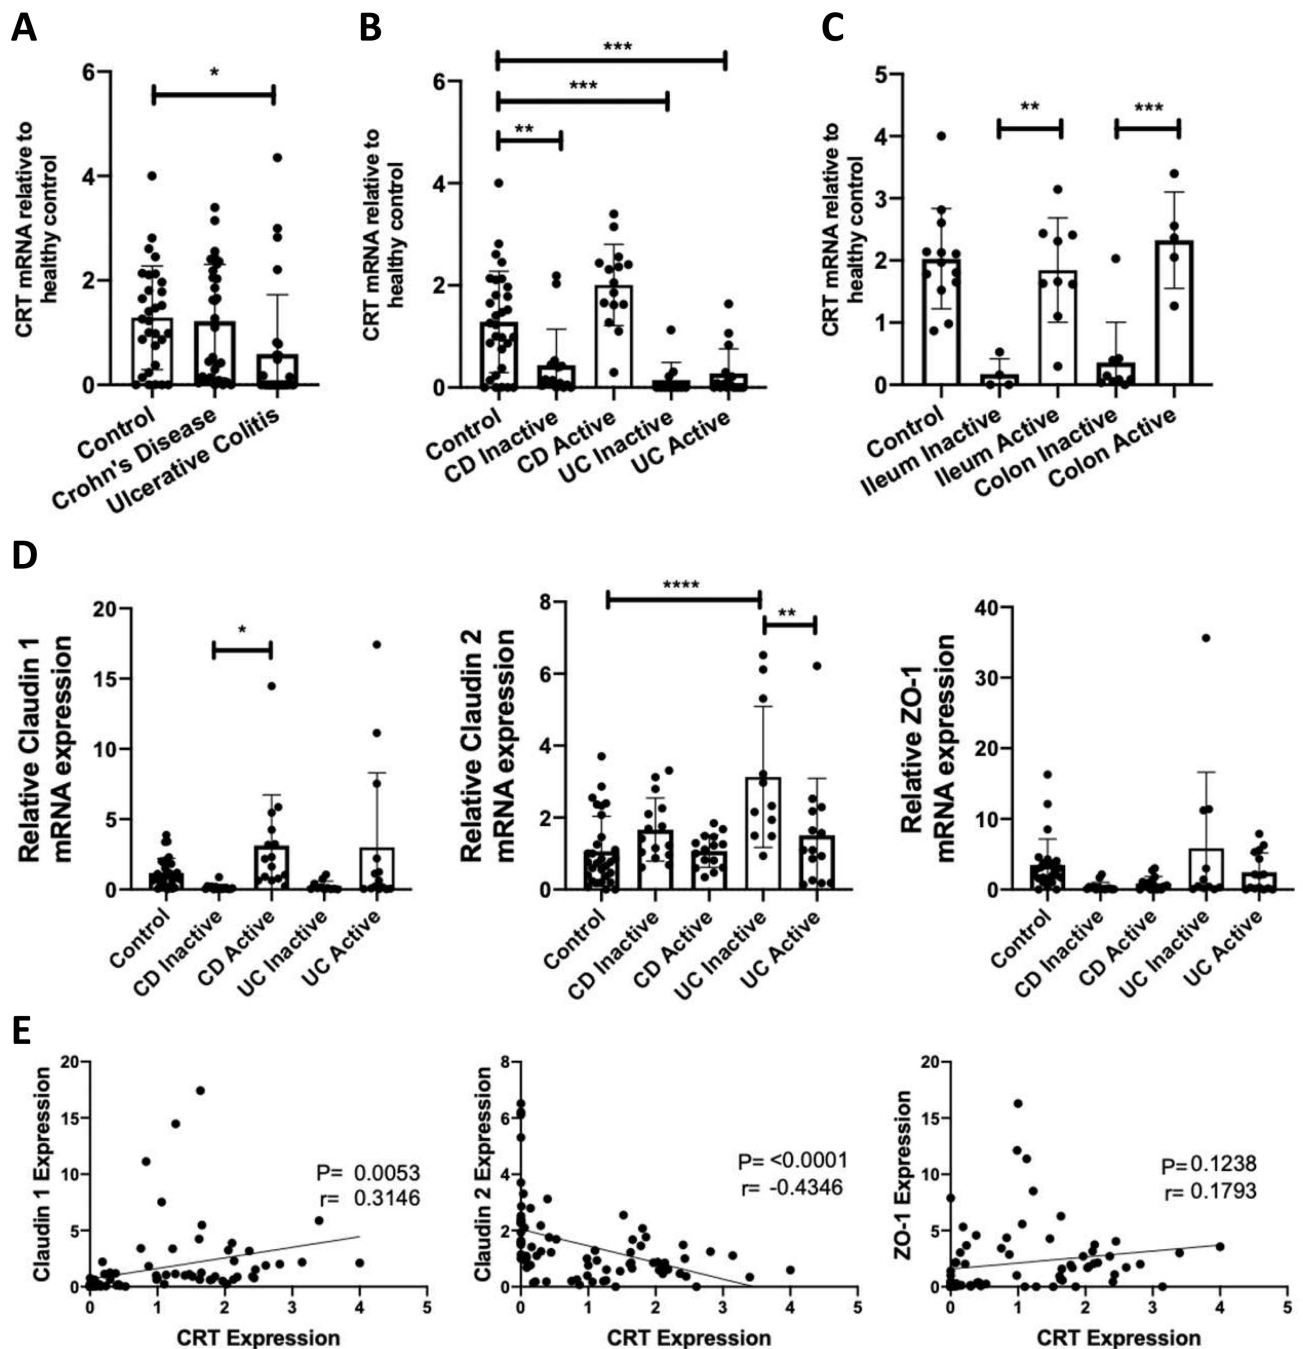 A
B
C
CRT mRNA relative to
healthy control
6
4
2
0
*
Control
Crohn's Disease
Ulcerative Colitis
CRT mRNA relative to
healthy control
6
4
2
0
***
***
**
Control
CD Inactive
CD Active
UC Inactive
UC Active
CRT mRNA relative to
healthy control
5
4
3
2
1
0
**
***
Control
Ileum Inactive
Ileum Active
Colon Inactive
Colon Active
D
Relative Claudin 1
mRNA expression
20
15
10
5
0
*
Control
CD Inactive
CD Active
UC Inactive
UC Active
Relative Claudin 2
mRNA expression
8
6
4
2
0
****
**
Control
CD Inactive
CD Active
UC Inactive
UC Active
Relative ZO-1
mRNA expression
40
30
20
10
0
Control
CD Inactive
CD Active
UC Inactive
UC Active
E
Claudin 1 Expression
20
15
10
5
0
P= 0.0053
r= 0.3146
0 1 2 3 4 5
CRT Expression
Claudin 2 Expression
8
6
4
2
0
P= <0.0001
r= -0.4346
0 1 2 3 4 5
CRT Expression
ZO-1 Expression
20
15
10
5
0
P= 0.1238
r= 0.1793
0 1 2 3 4 5
CRT Expression